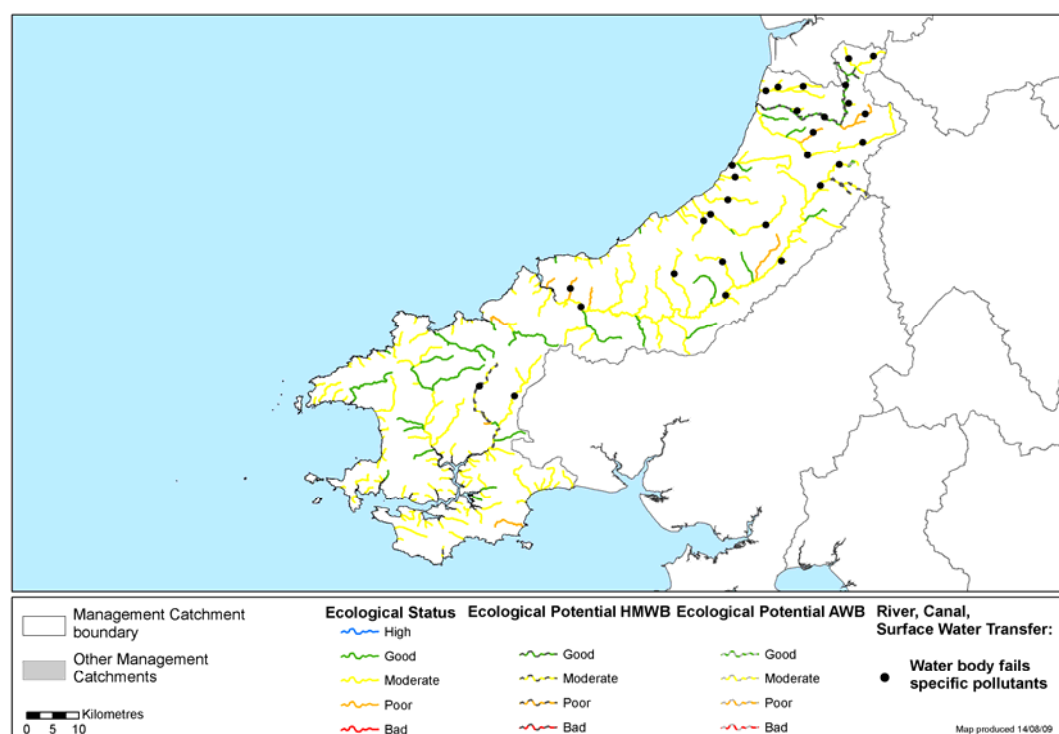 Management Catchment
boundary
Other Management
Catchments
Kilometres
0 5 10
Ecological Status
High
Good
Moderate
Poor
Bad
Ecological Potential HMWB
Good
Moderate
Poor
Bad
Ecological Potential AWB
Good
Moderate
Poor
Bad
River, Canal,
Surface Water Transfer:
Water body fails
specific pollutants
Map produced 14/08/09